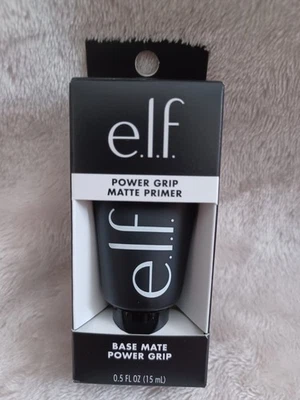 e.l.f.
POWER GRIP
MATTE PRIMER
e.l.f.
BASE MATE
POWER GRIP
0.5 FL OZ (15 mL)